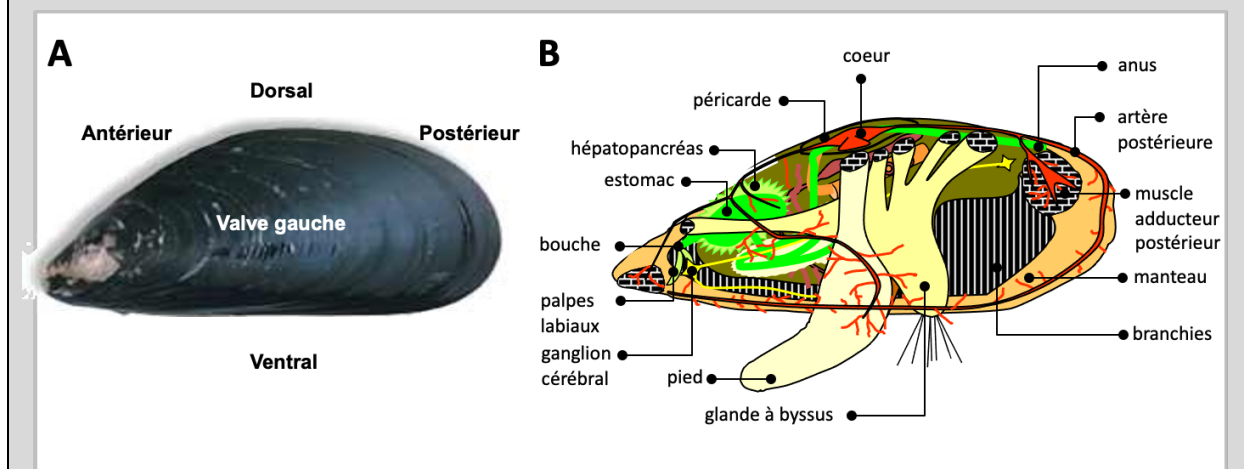 A
Dorsal
Antérieur
Postérieur
Valve gauche
Ventral
B
coeur
anus
péricarde
artère
postérieure
hépatopancréas
estomac
muscle
adducteur
postérieur
bouche
manteau
palpes
labiaux
branchies
ganglion
cérébral
pied
glande à byssus